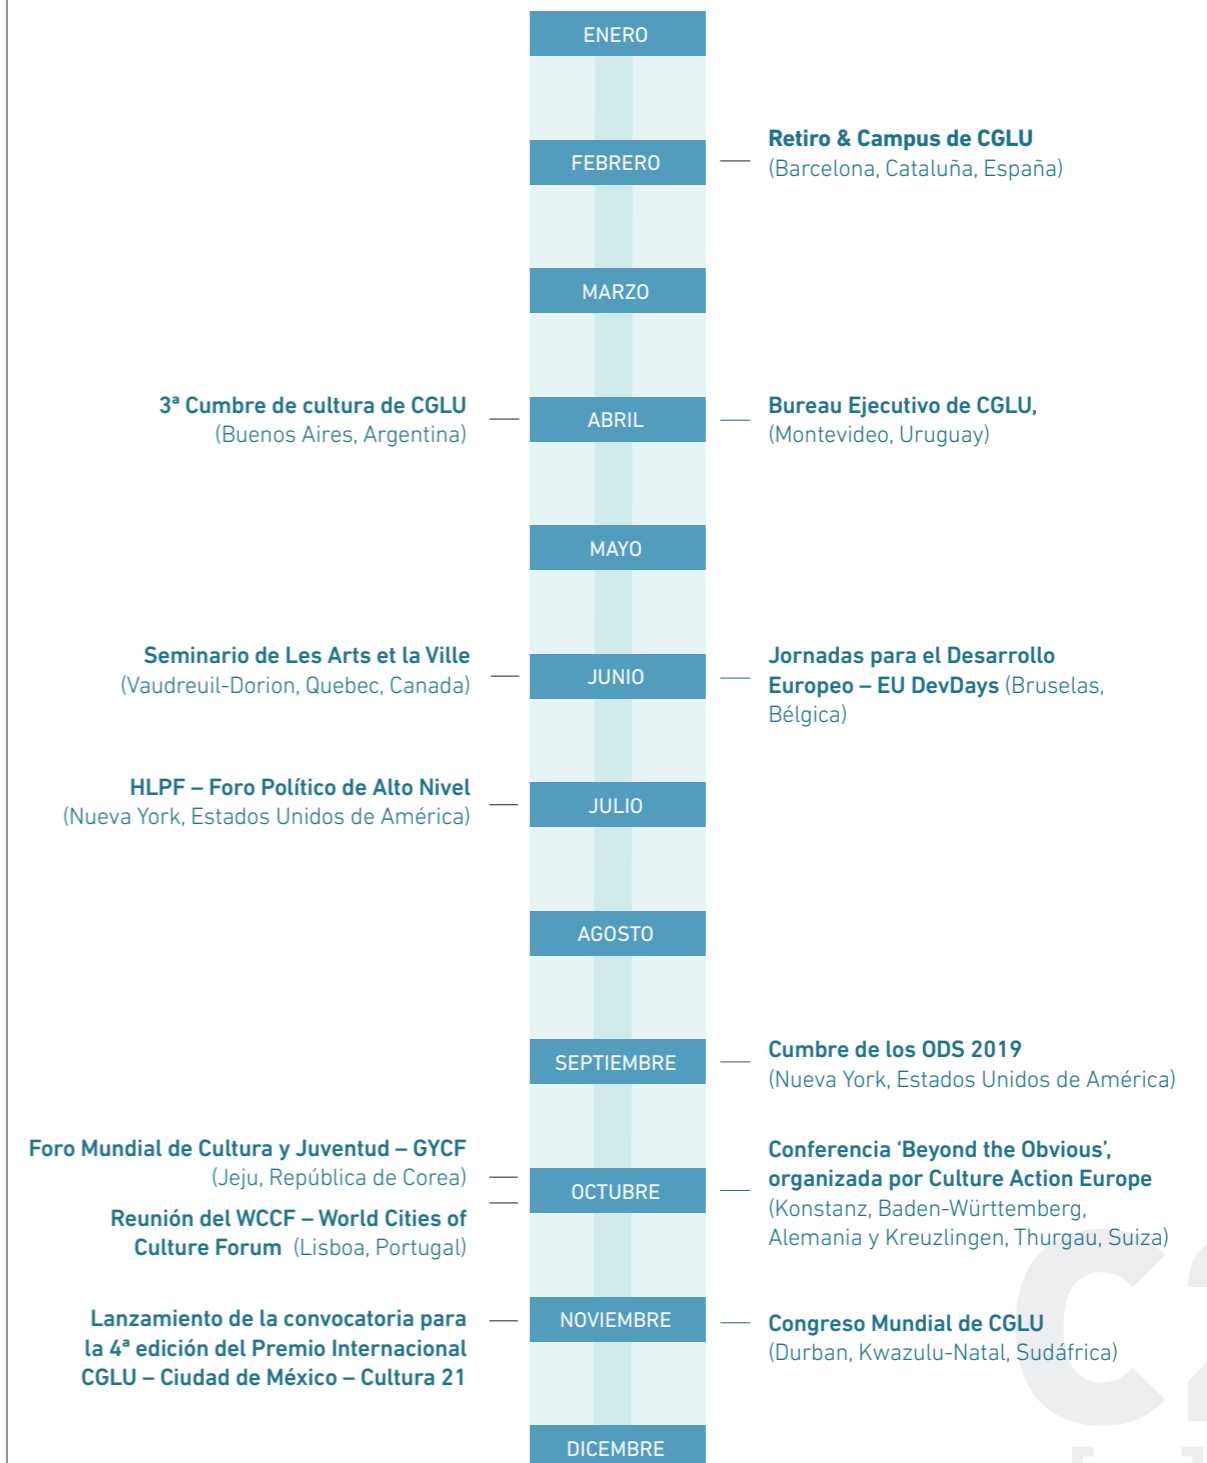 ENERO
FEBRERO
Retiro & Campus de CGLU
(Barcelona, Cataluña, España)
MARZO
3ª Cumbre de cultura de CGLU
(Buenos Aires, Argentina)
ABRIL
Bureau Ejecutivo de CGLU,
(Montevideo, Uruguay)
MAYO
Seminario de Les Arts et la Ville
(Vaudreuil-Dorion, Quebec, Canada)
JUNIO
Jornadas para el Desarrollo
Europeo – EU DevDays (Bruselas,
Bélgica)
HLPF – Foro Político de Alto Nivel
(Nueva York, Estados Unidos de América)
JULIO
AGOSTO
SEPTIEMBRE
Cumbre de los ODS 2019
(Nueva York, Estados Unidos de América)
Foro Mundial de Cultura y Juventud – GYCF
(Jeju, República de Corea)
Reunión del WCCF – World Cities of
Culture Forum (Lisboa, Portugal)
OCTUBRE
Conferencia ‘Beyond the Obvious’,
organizada por Culture Action Europe
(Konstanz, Baden-Württemberg,
Alemania y Kreuzlingen, Thurgau, Suiza)
Lanzamiento de la convocatoria para
la 4ª edición del Premio Internacional
CGLU – Ciudad de México – Cultura 21
NOVIEMBRE
Congreso Mundial de CGLU
(Durban, Kwazulu-Natal, Sudáfrica)
DICEMBRE